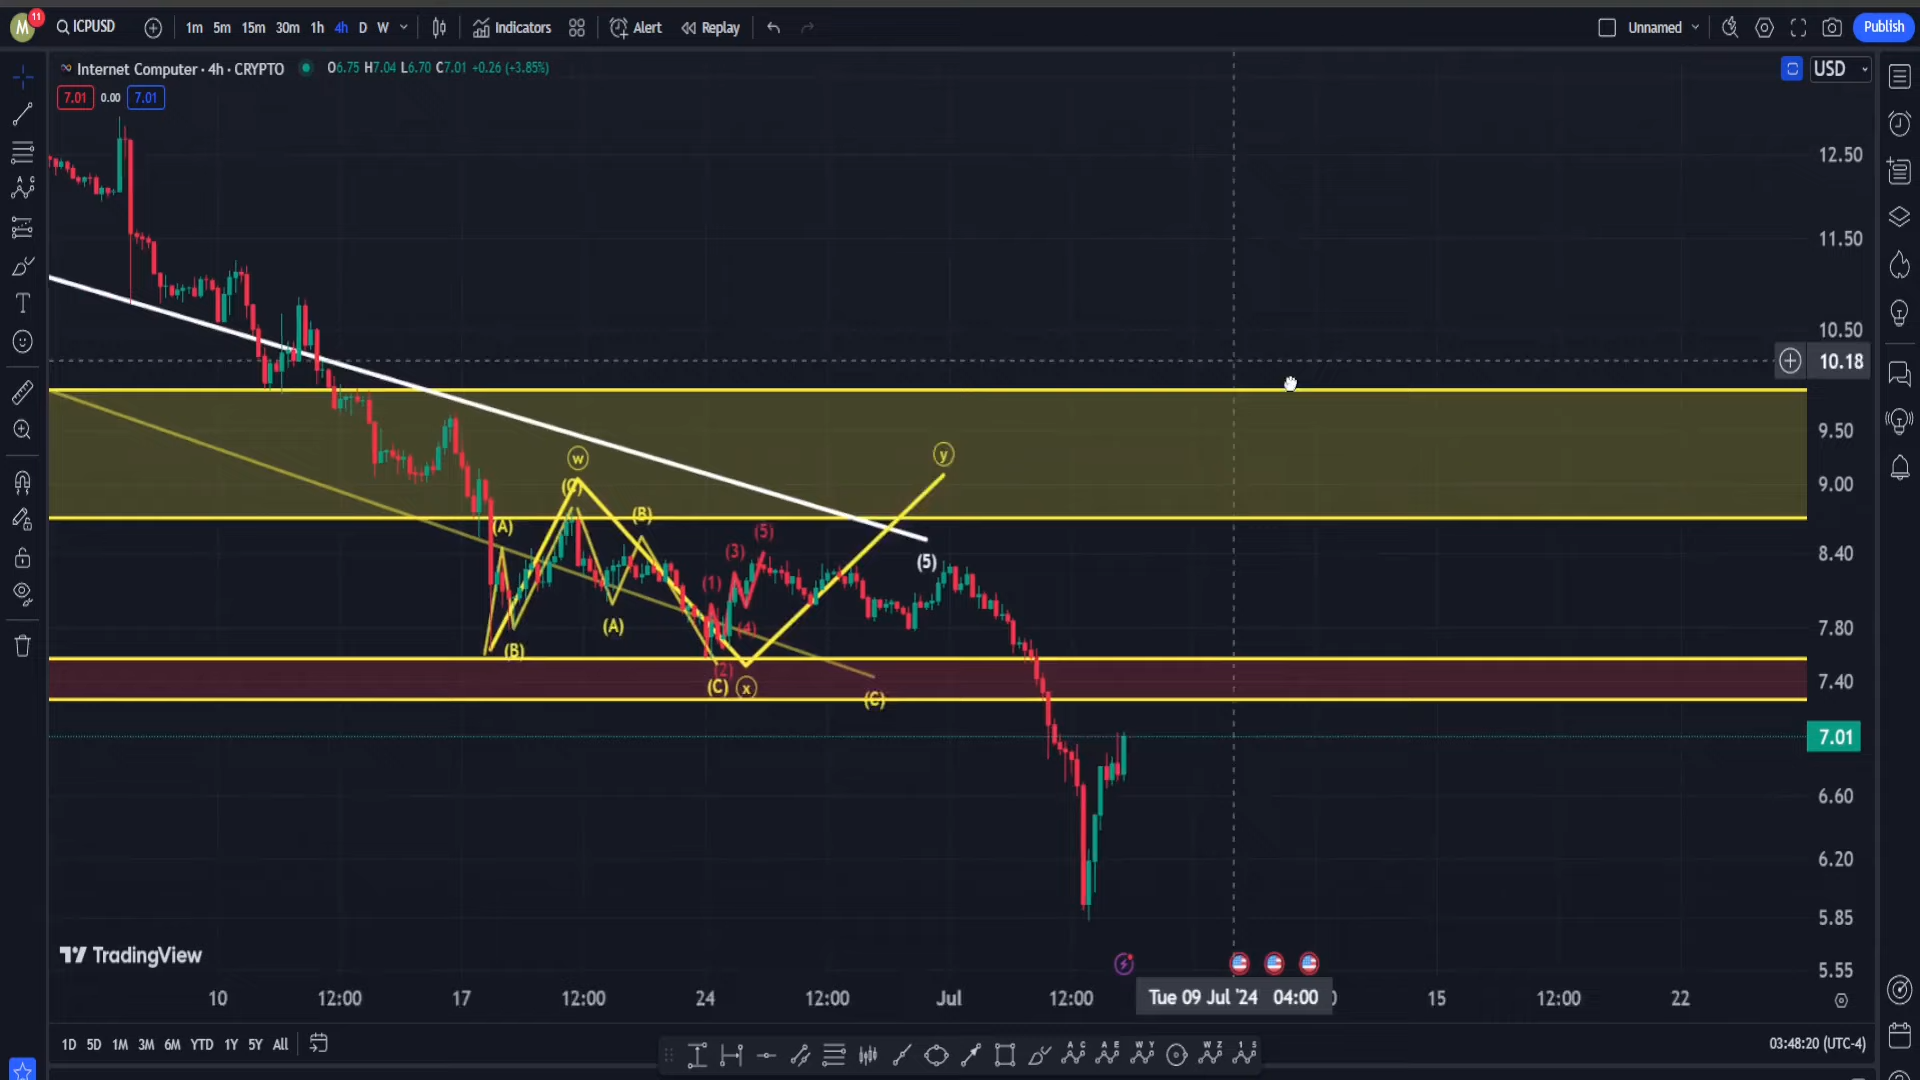 M 11 ICPUSD 1m 5m 15m 30m 1h 4h D W Indicators Alert Replay Unnamed Publish
Internet Computer · 4h · CRYPTO O6.75 H7.04 L6.70 C7.01 +0.26 (+3.85%) USD
7.01 0.00 7.01
12.50
11.50
10.50
10.18
9.50
9.00
8.40
7.80
7.40
7.01
6.60
6.20
5.85
5.55
w
y
(C)
(A)
(B)
(5)
(3)
(5)
(1)
(A)
(4)
(B)
(2)
(C)
x
(C)
TradingView
10 12:00 17 12:00 24 12:00 Jul 12:00 Tue 09 Jul '24 04:00 15 12:00 22
1D 5D 1M 3M 6M YTD 1Y 5Y All 03:48:20 (UTC-4)